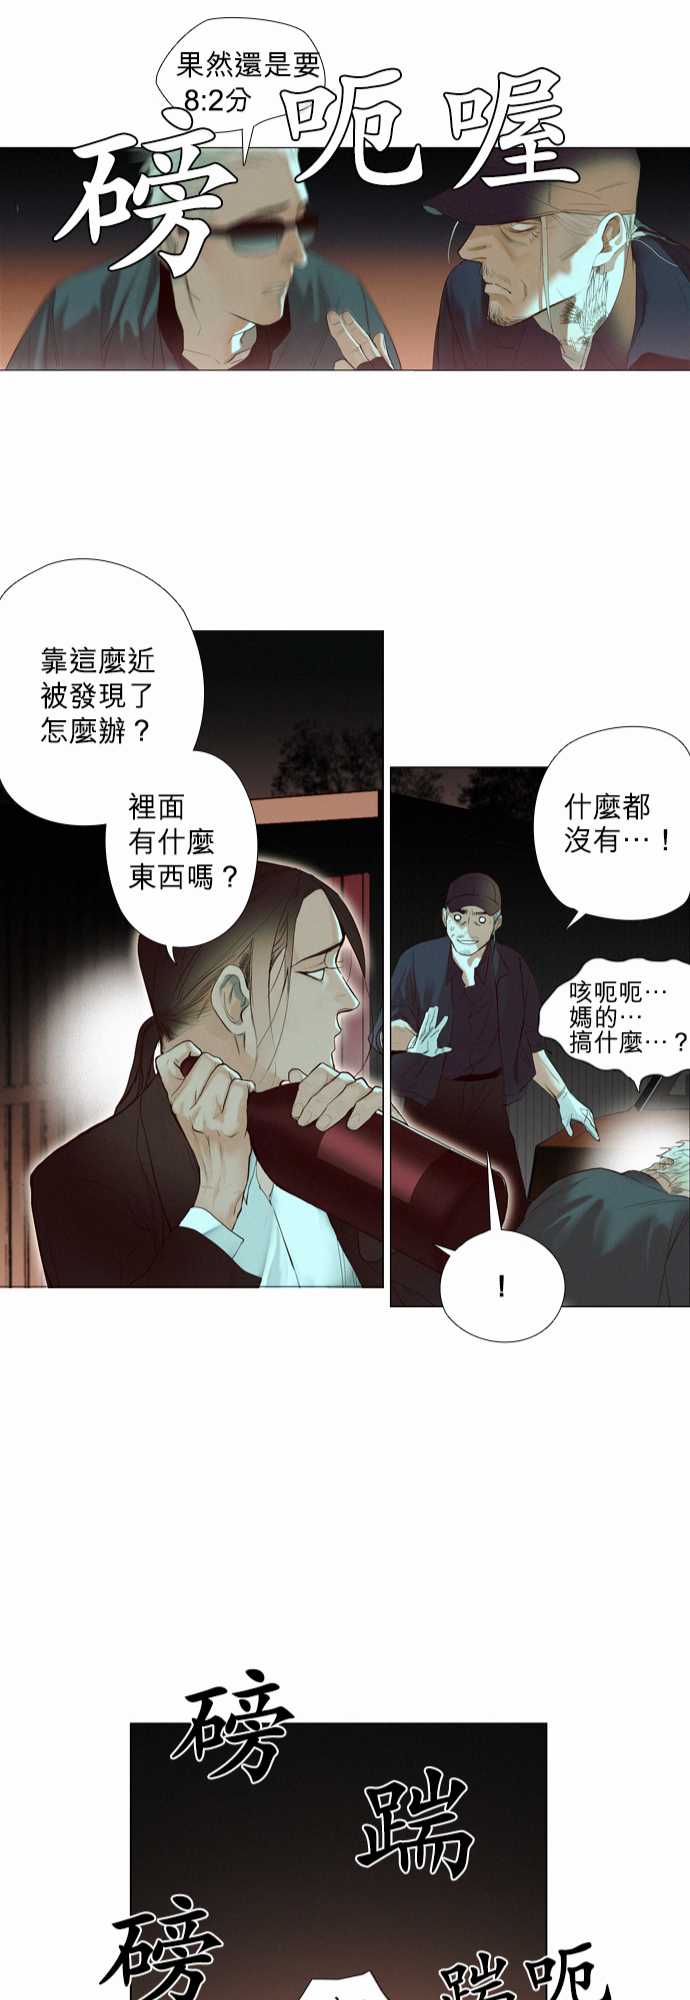 果然還是要
8:2分
磅
呃喔
靠這麼近
被發現了
怎麼辦？
裡面
有什麼
東西嗎？
什麼都
沒有…！
咳呃呃…
媽的…
搞什麼…？
！
磅
踹
磅
踹呃